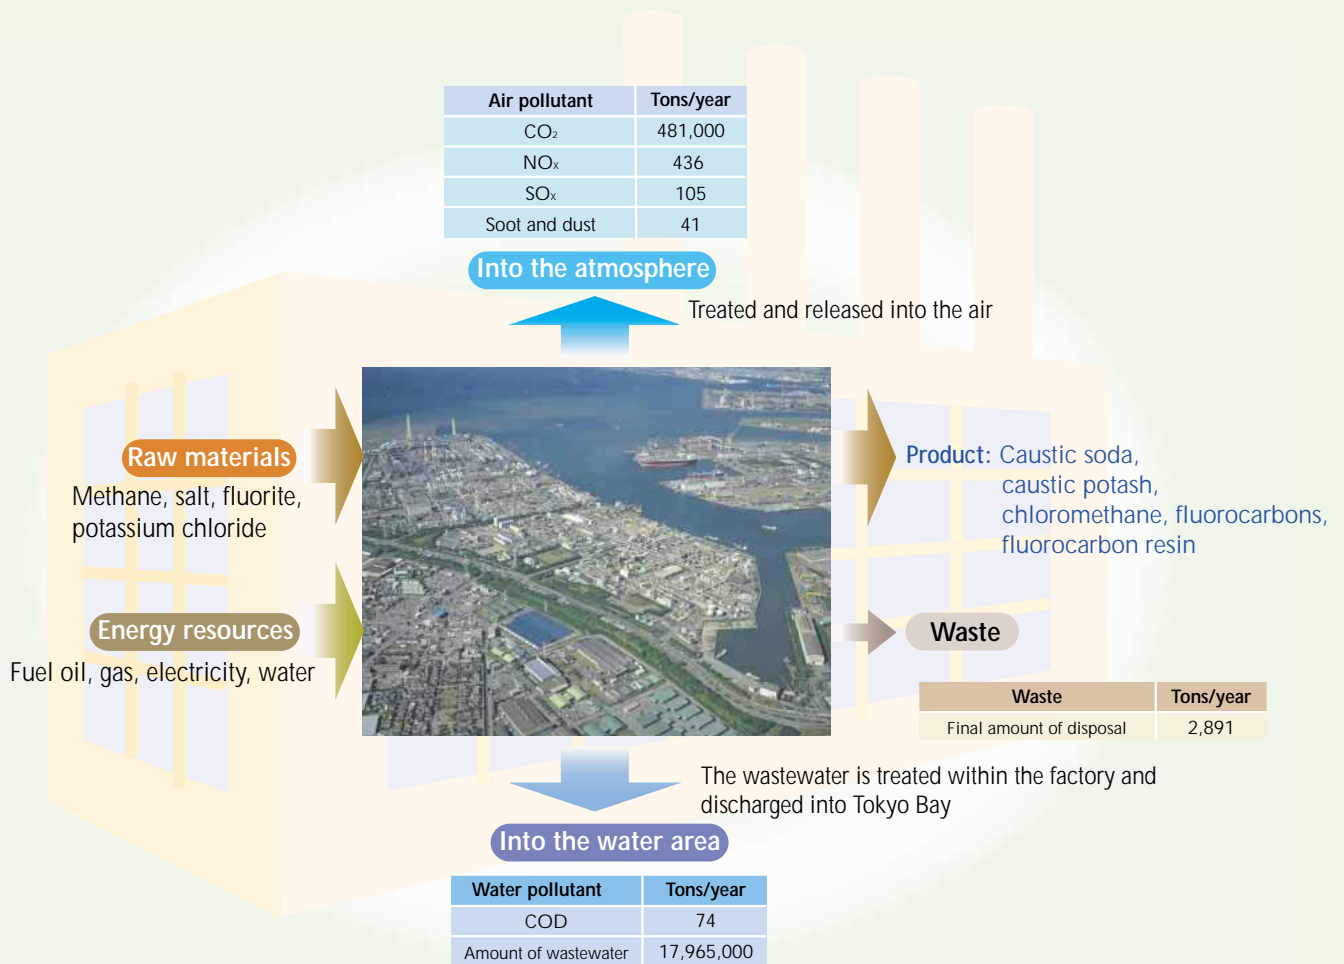 Air pollutant Tons/year
CO₂ 481,000
NOx 436
SOx 105
Soot and dust 41
Into the atmosphere
Treated and released into the air
Raw materials
Methane, salt, fluorite,
potassium chloride
Energy resources
Fuel oil, gas, electricity, water
Product: Caustic soda,
caustic potash,
chloromethane, fluorocarbons,
fluorocarbon resin
Waste
Waste Tons/year
Final amount of disposal 2,891
The wastewater is treated within the factory and
discharged into Tokyo Bay
Into the water area
Water pollutant Tons/year
COD 74
Amount of wastewater 17,965,000